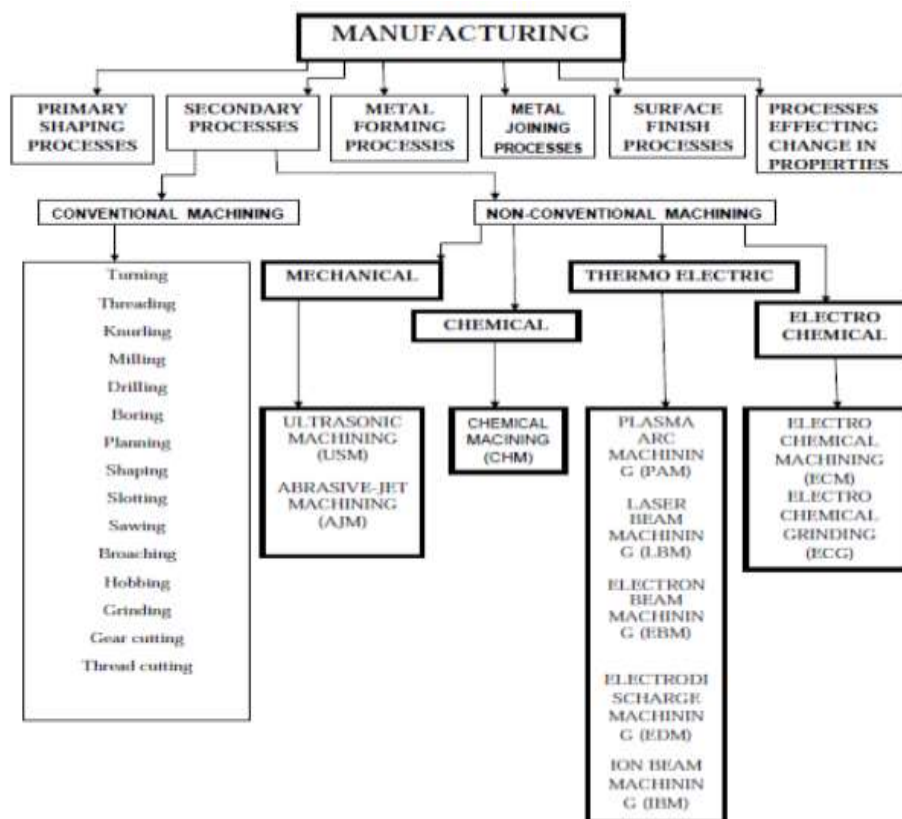 MANUFACTURING
PRIMARY
SHAPING
PROCESSES
SECONDARY
PROCESSES
METAL
FORMING
PROCESSES
METAL
JOINING
PROCESSES
SURFACE
FINISH
PROCESSES
PROCESSES
EFFECTING
CHANGE IN
PROPERTIES
CONVENTIONAL MACHINING
NON-CONVENTIONAL MACHINING
Turning
Threading
Knurling
Milling
Drilling
Boring
Planning
Shaping
Slotting
Sawing
Broaching
Hobbing
Grinding
Gear cutting
Thread cutting
MECHANICAL
CHEMICAL
THERMO ELECTRIC
ELECTRO
CHEMICAL
ULTRASONIC
MACHINING
(USM)
ABRASIVE-JET
MACHINING
(AJM)
CHEMICAL
MACINING
(CHM)
PLASMA
ARC
MACHININ
G (PAM)
LASER
BEAM
MACHININ
G (LBM)
ELECTRON
BEAM
MACHININ
G (EBM)
ELECTRODI
SCHARGE
MACHININ
G (EDM)
ION BEAM
MACHININ
G (IBM)
ELECTRO
CHEMICAL
MACHINING
(ECM)
ELECTRO
CHEMICAL
GRINDING
(ECG)